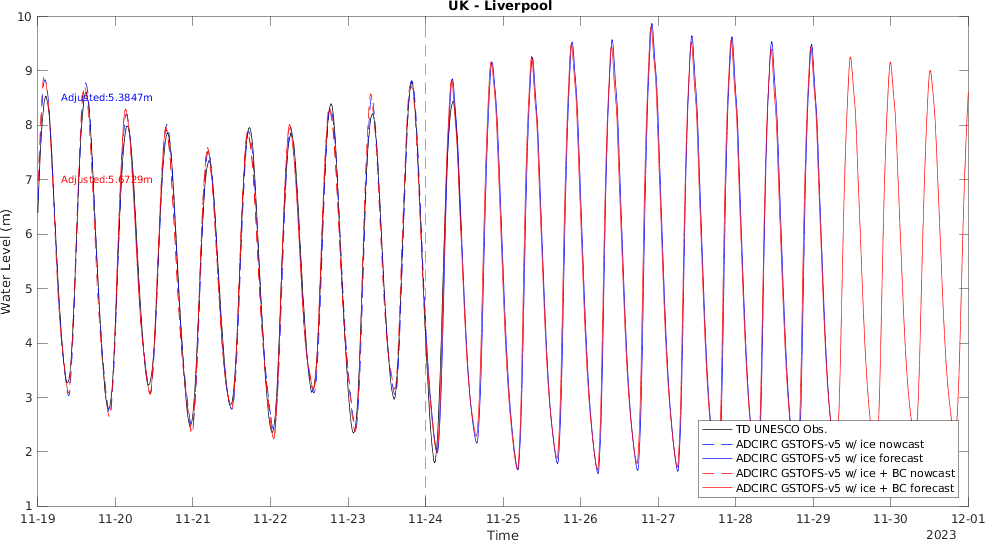 UK - Liverpool
10
9
8
7
6
5
4
3
2
1
Water Level (m)
Adjusted:5.3847m
Adjusted:5.6729m
TD UNESCO Obs.
ADCIRC GSTOFS-v5 w/ ice nowcast
ADCIRC GSTOFS-v5 w/ ice forecast
ADCIRC GSTOFS-v5 w/ ice + BC nowcast
ADCIRC GSTOFS-v5 w/ ice + BC forecast
11-19 11-20 11-21 11-22 11-23 11-24 11-25 11-26 11-27 11-28 11-29 11-30 12-01
2023
Time